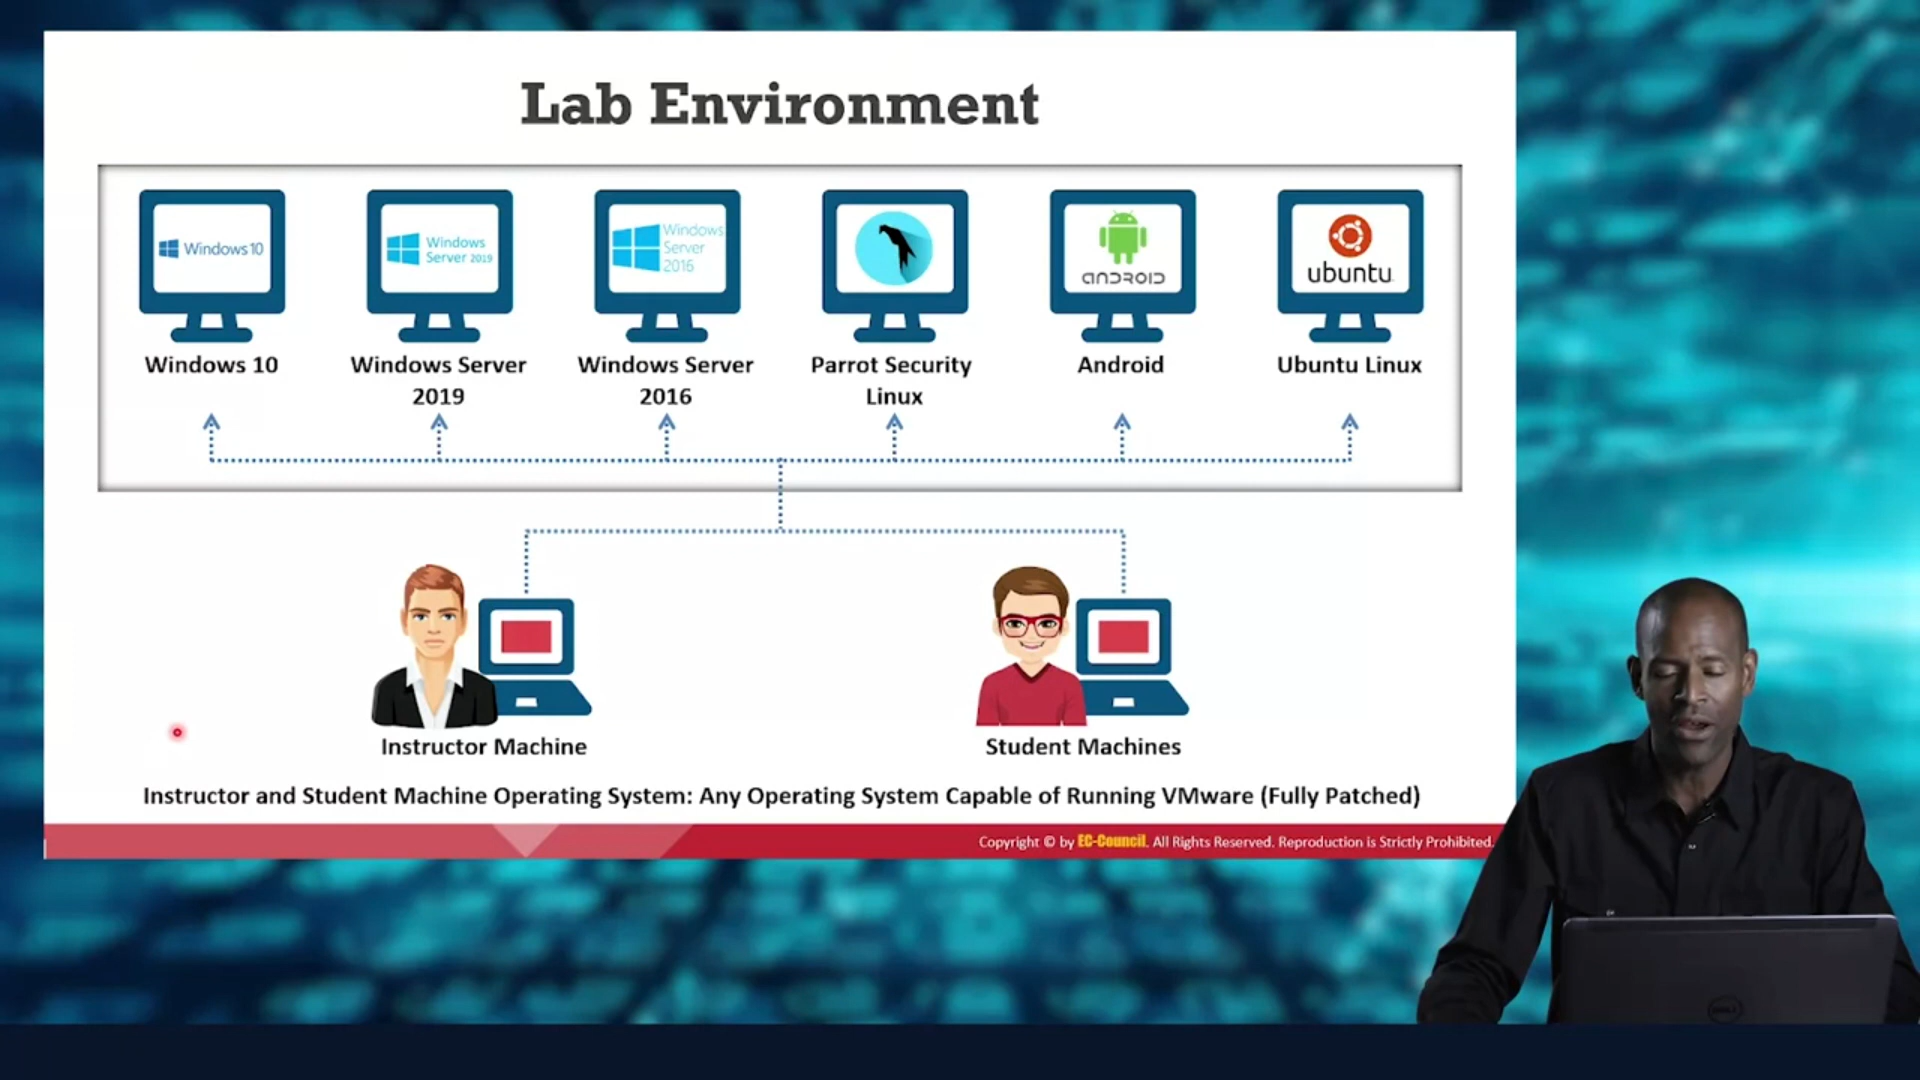 Lab Environment
Windows 10
Windows
Server 2019
Windows
Server
2016
android
ubuntu
Windows 10
Windows Server
2019
Windows Server
2016
Parrot Security
Linux
Android
Ubuntu Linux
Instructor Machine
Student Machines
Instructor and Student Machine Operating System: Any Operating System Capable of Running VMware (Fully Patched)
Copyright © by EC-Council. All Rights Reserved. Reproduction is Strictly Prohibited.
DELL